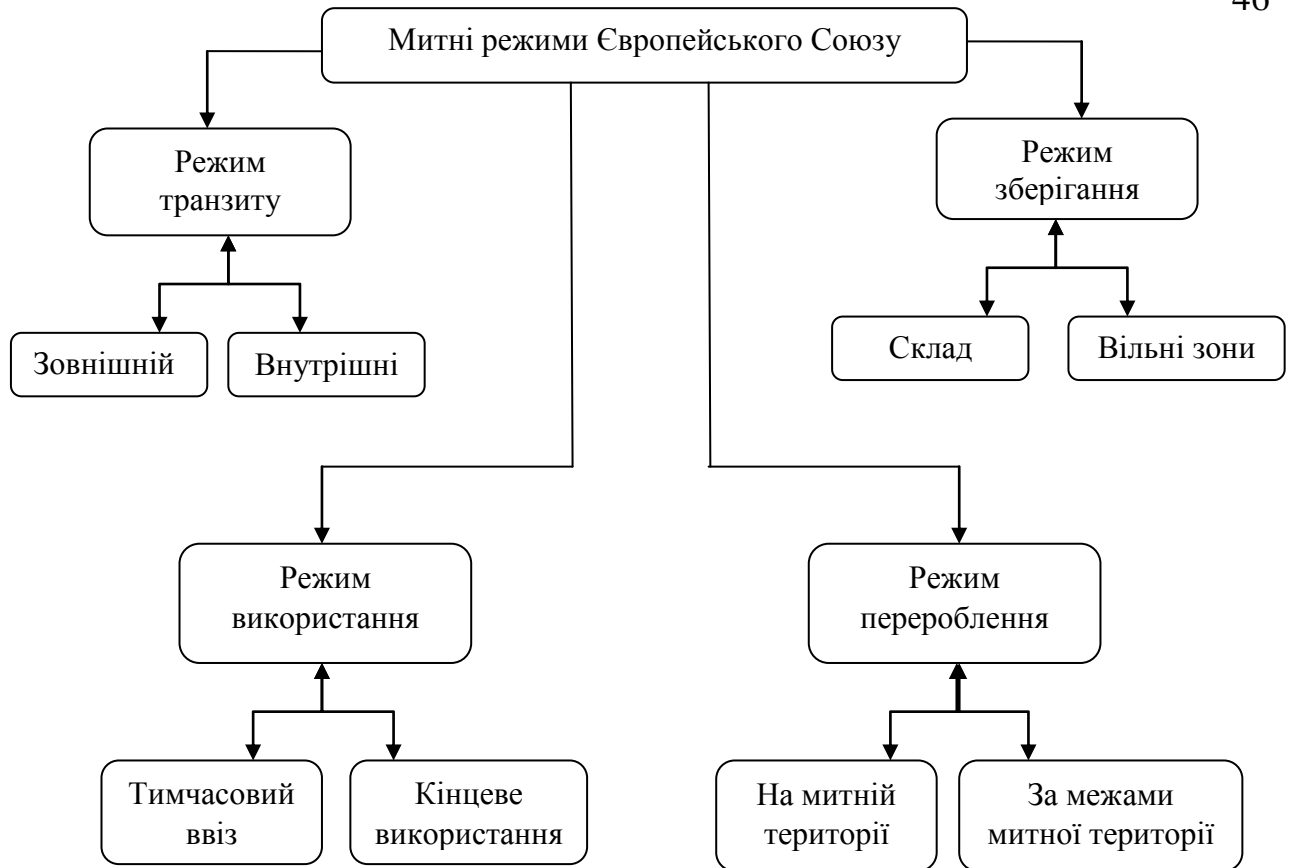 46
Митні режими Європейського Союзу
Режим
транзиту
Режим
зберігання
Зовнішній
Внутрішні
Склад
Вільні зони
Режим
використання
Режим
перероблення
Тимчасовий
ввіз
Кінцеве
використання
На митній
території
За межами
митної території